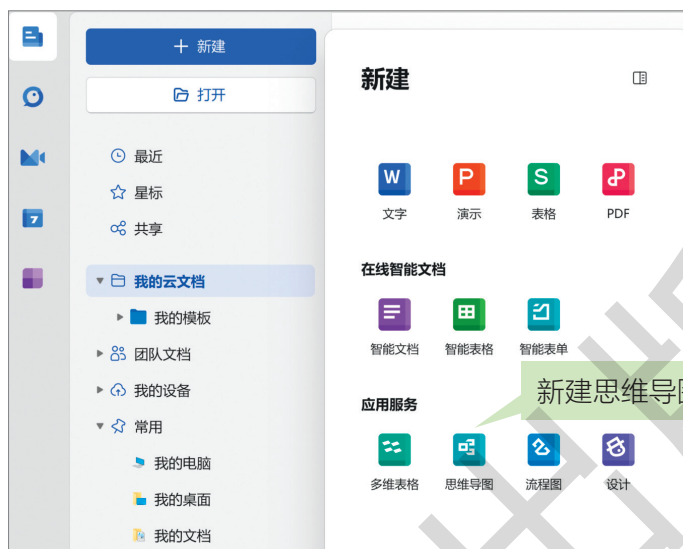 新建
打开
最近
星标
共享
我的云文档
我的模板
团队文档
我的设备
常用
我的电脑
我的桌面
我的文档
新建
W P S P
文字 演示 表格 PDF
在线智能文档
智能文档 智能表格 智能表单
新建思维导
应用服务
多维表格 思维导图 流程图 设计
7